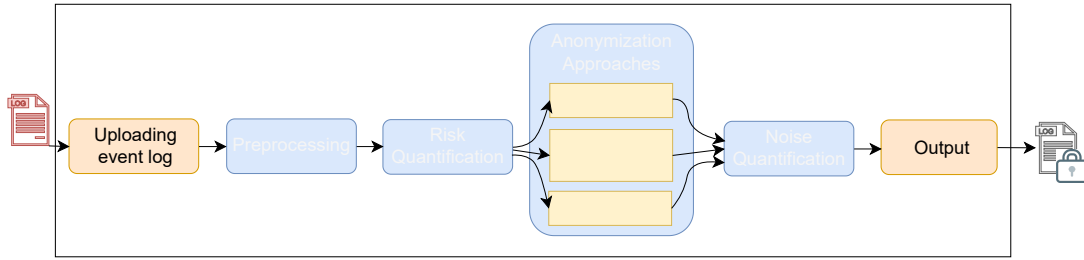 LOG
Uploading
event log
Preprocessing
Risk
Quantification
Anonymization
Approaches
Noise
Quantification
Output
LOG